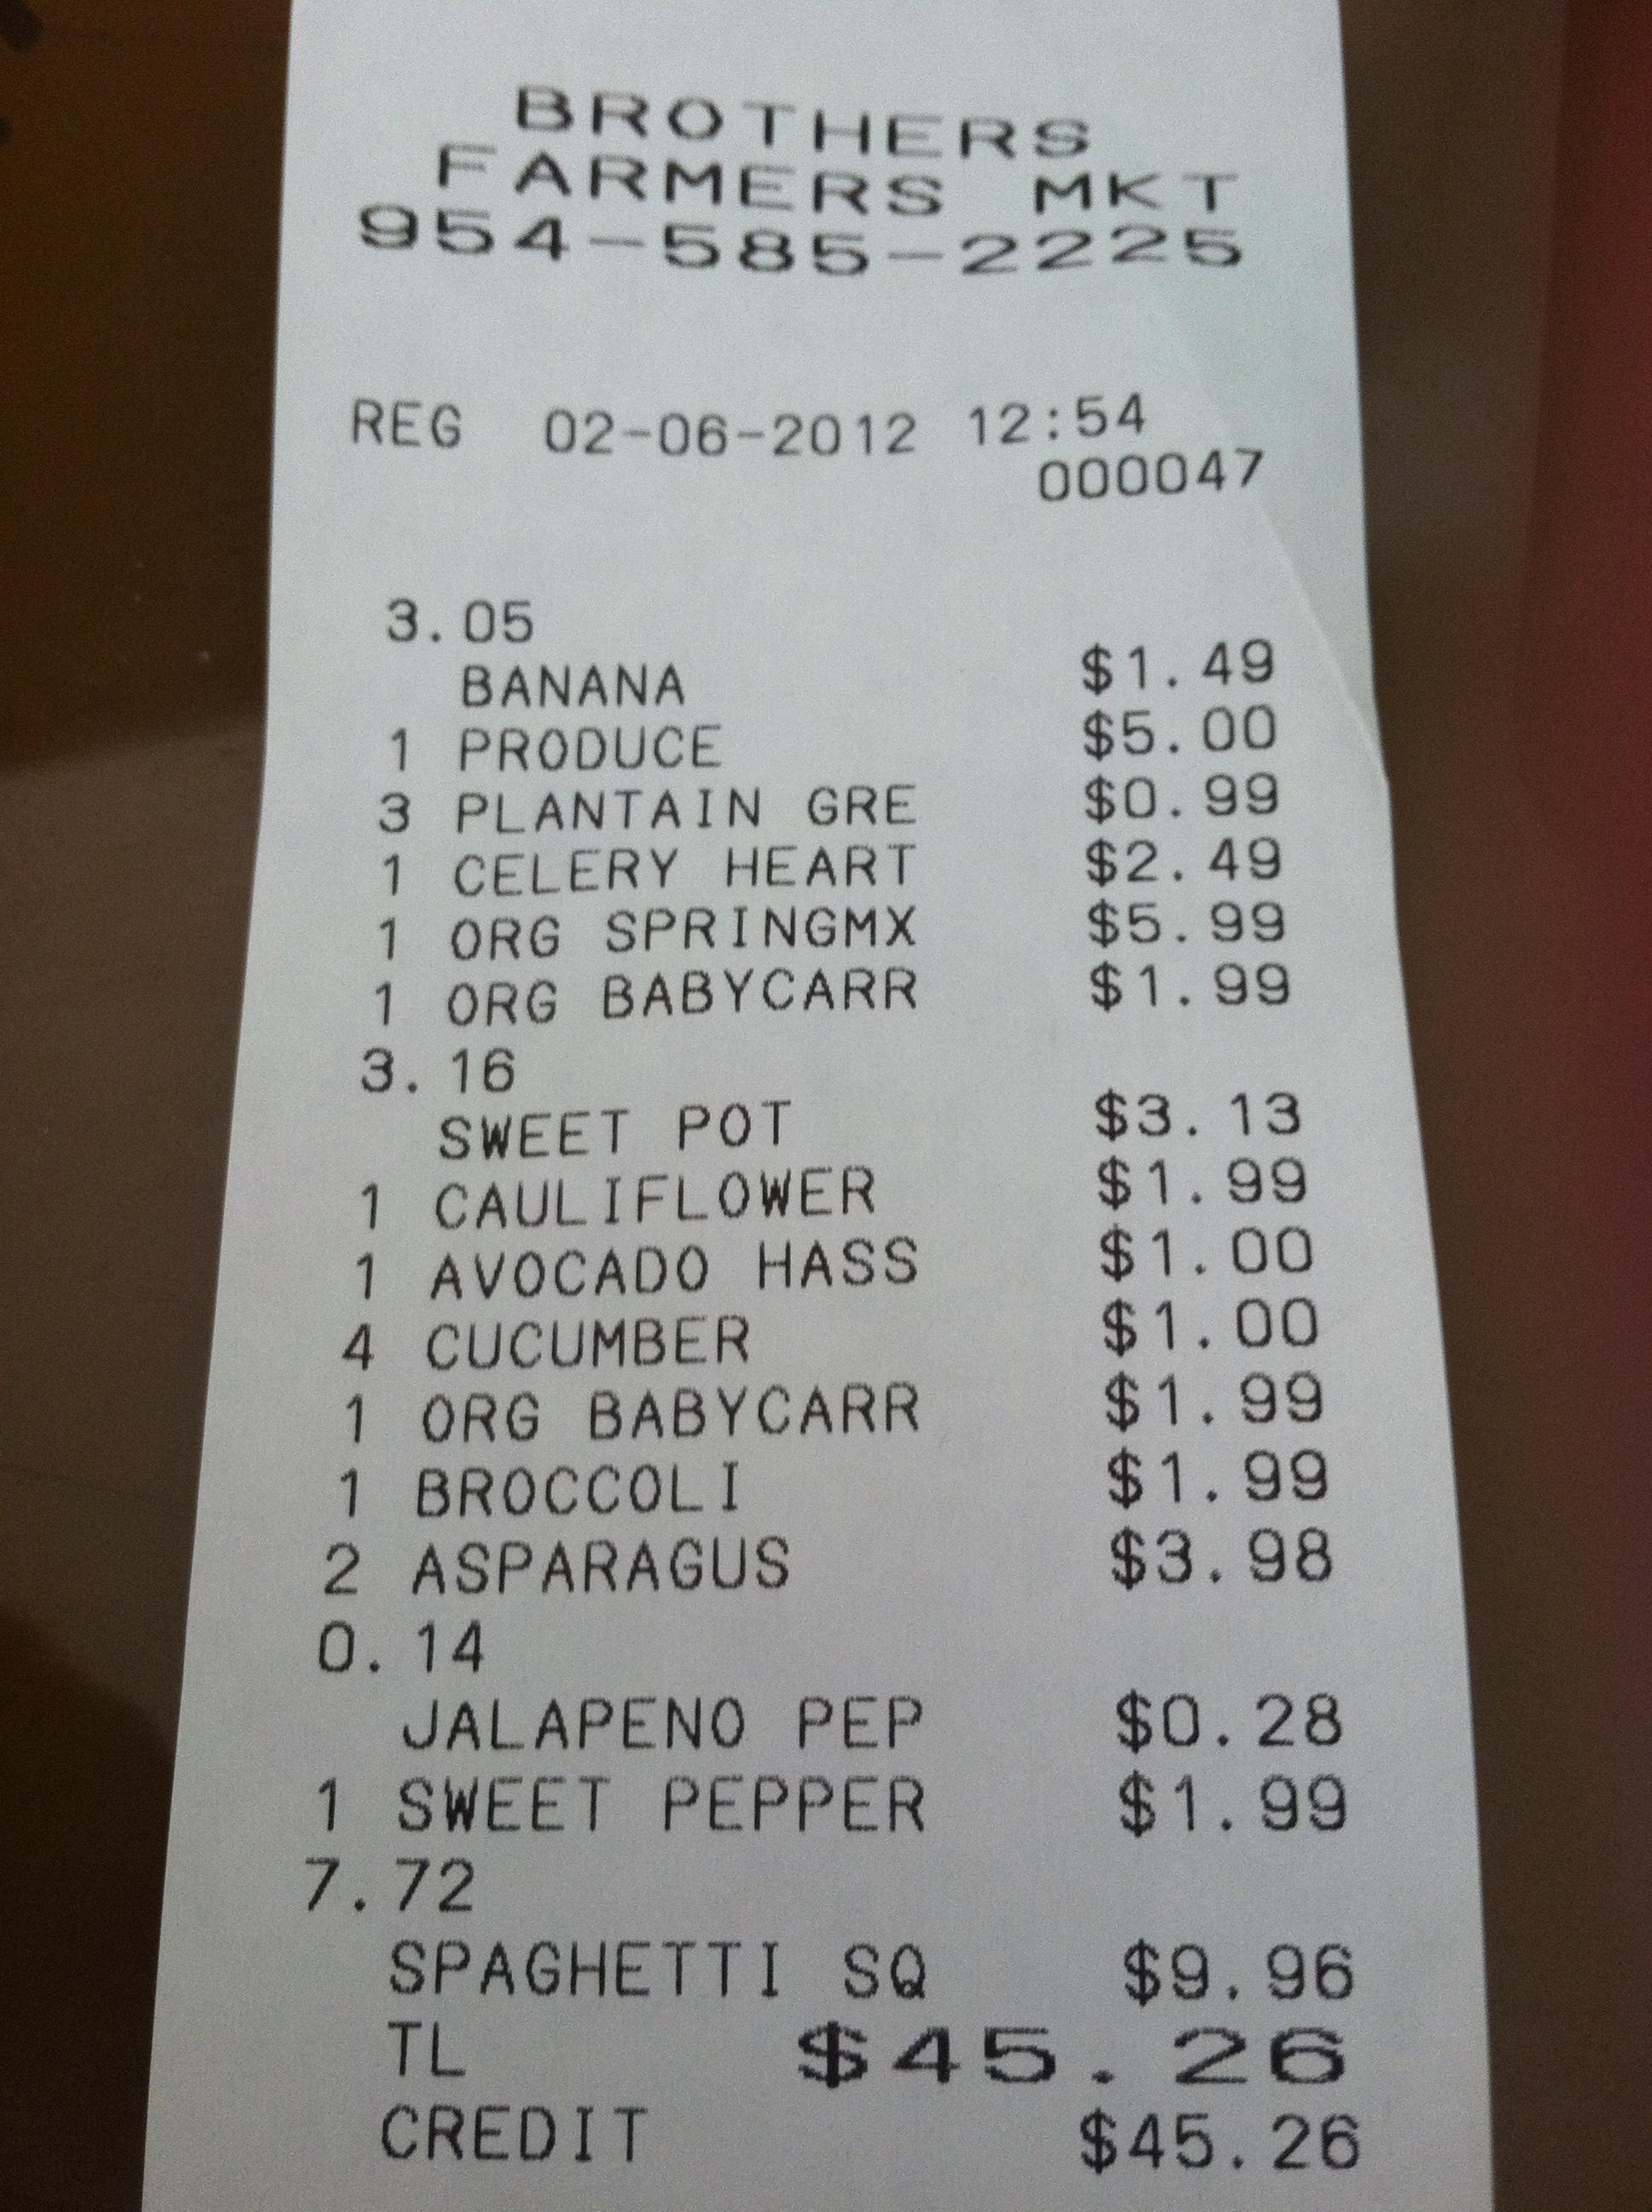 BROTHERS
FARMERS MKT
954-585-2225
REG 02-06-2012 12:54
000047
3.05
BANANA $1.49
1 PRODUCE $5.00
3 PLANTAIN GRE $0.99
1 CELERY HEART $2.49
1 ORG SPRINGMX $5.99
1 ORG BABYCARR $1.99
3.16
SWEET POT $3.13
1 CAULIFLOWER $1.99
1 AVOCADO HASS $1.00
4 CUCUMBER $1.00
1 ORG BABYCARR $1.99
1 BROCCOLI $1.99
2 ASPARAGUS $3.98
0.14
JALAPENO PEP $0.28
1 SWEET PEPPER $1.99
7.72
SPAGHETTI SQ $9.96
TL $45.26
CREDIT $45.26